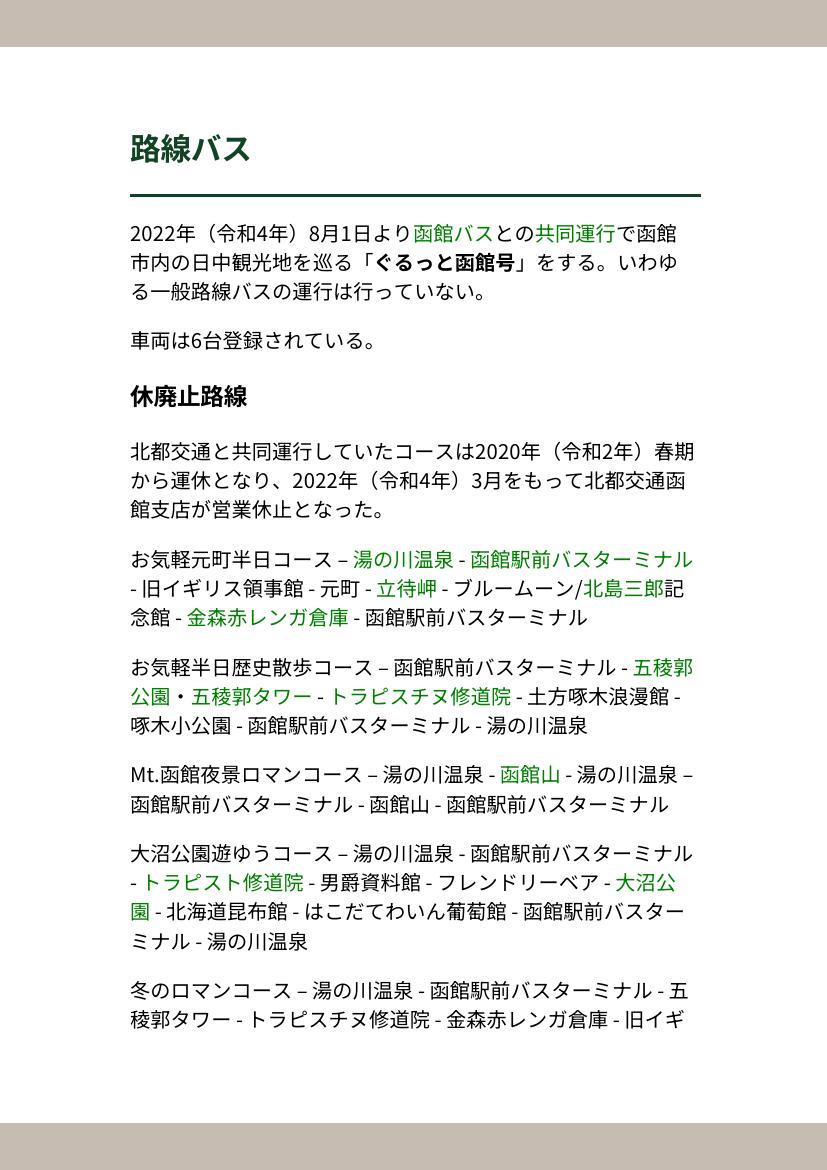 路線バス
2022年（令和4年）8月1日より函館バスとの共同運行で函館
市内の日中観光地を巡る「ぐるっと函館号」をする。いわゆ
る一般路線バスの運行は行っていない。
車両は6台登録されている。
休廃止路線
北都交通と共同運行していたコースは2020年（令和2年）春期
から運休となり、2022年（令和4年）3月をもって北都交通函
館支店が営業休止となった。
お気軽元町半日コース – 湯の川温泉 - 函館駅前バスターミナル
- 旧イギリス領事館 - 元町 - 立待岬 - ブルームーン/北島三郎記
念館 - 金森赤レンガ倉庫 - 函館駅前バスターミナル
お気軽半日歴史散歩コース – 函館駅前バスターミナル - 五稜郭
公園・五稜郭タワー - トラピスチヌ修道院 - 土方啄木浪漫館 -
啄木小公園 - 函館駅前バスターミナル - 湯の川温泉
Mt.函館夜景ロマンコース – 湯の川温泉 - 函館山 - 湯の川温泉 –
函館駅前バスターミナル - 函館山 - 函館駅前バスターミナル
大沼公園遊ゆうコース – 湯の川温泉 - 函館駅前バスターミナル
- トラピスト修道院 - 男爵資料館 - フレンドリーベア - 大沼公
園 - 北海道昆布館 - はこだてわいん葡萄館 - 函館駅前バスター
ミナル - 湯の川温泉
冬のロマンコース – 湯の川温泉 - 函館駅前バスターミナル - 五
稜郭タワー - トラピスチヌ修道院 - 金森赤レンガ倉庫 - 旧イギ